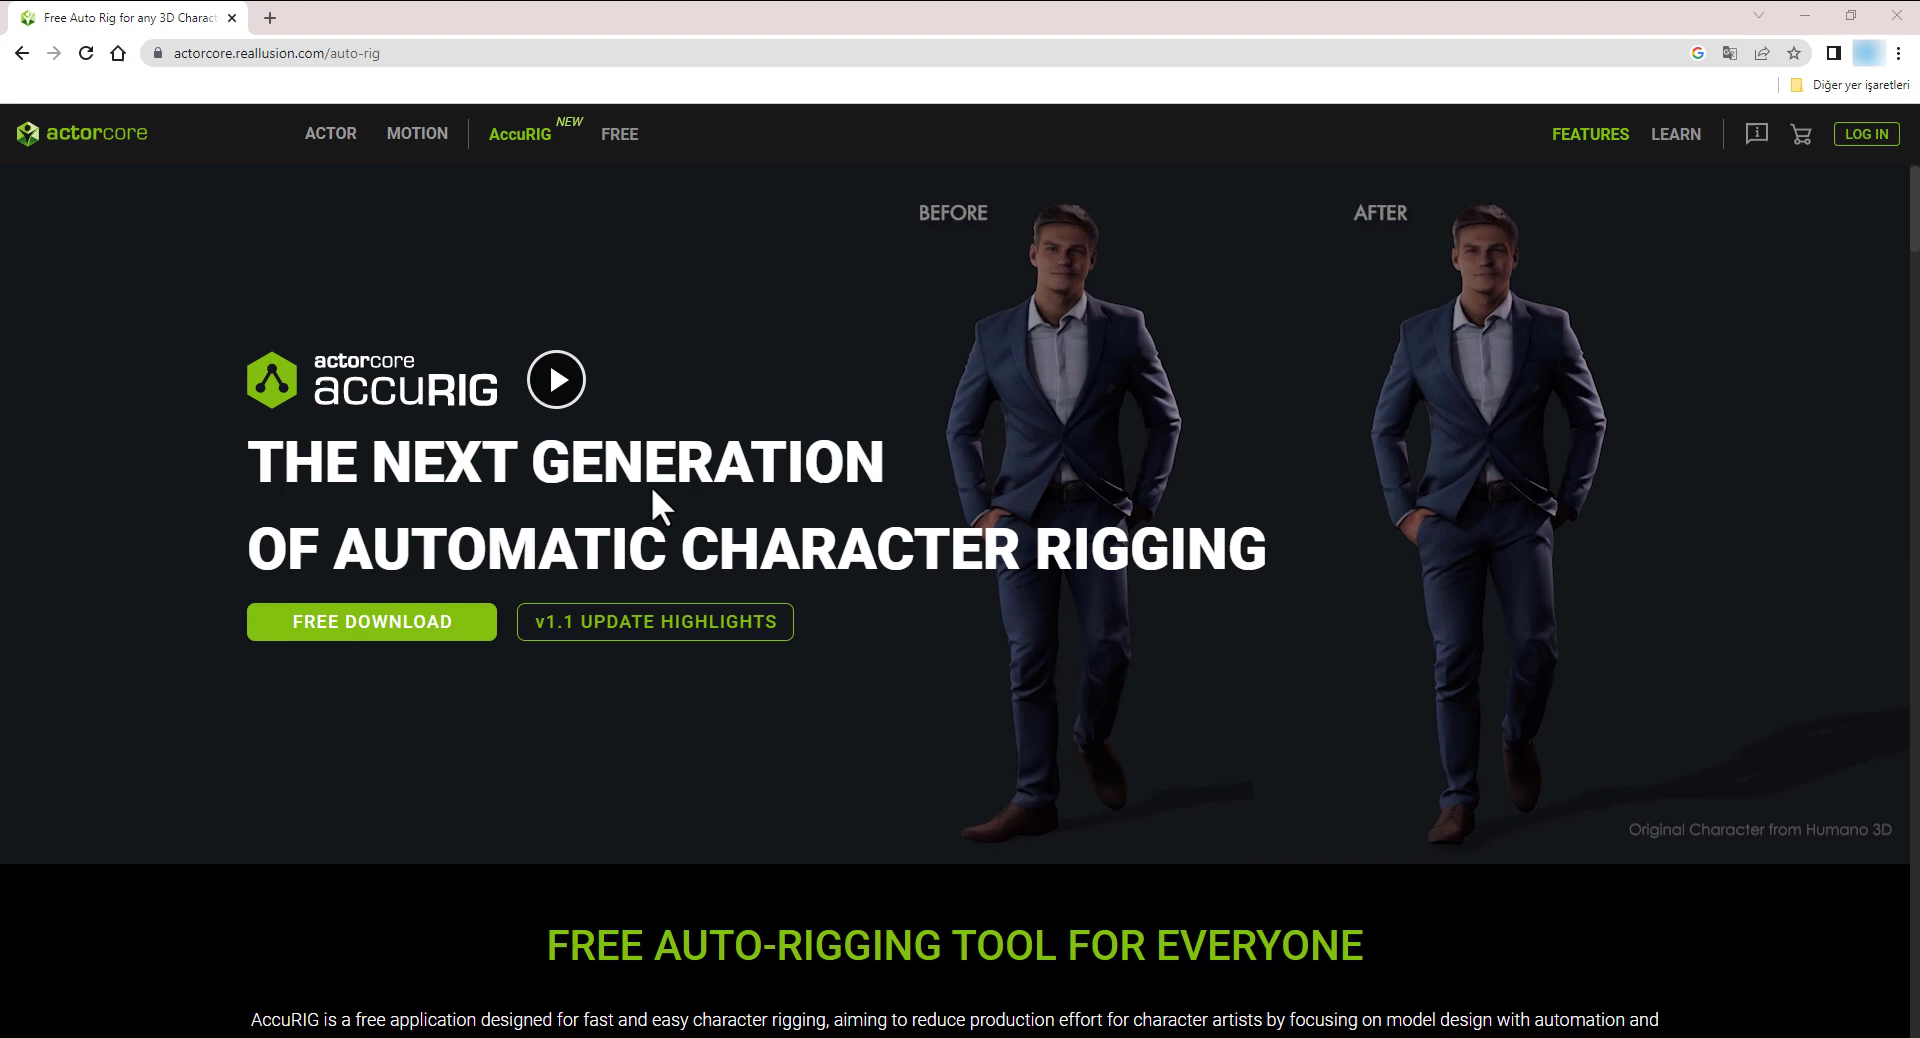 Free Auto Rig for any 3D Charact
actorcore.reallusion.com/auto-rig
Diğer yer işaretleri
actorcore
ACTOR
MOTION
AccuRIG
NEW
FREE
FEATURES
LEARN
LOG IN
BEFORE
AFTER
actorcore
accuRIG
THE NEXT GENERATION
OF AUTOMATIC CHARACTER RIGGING
FREE DOWNLOAD
v1.1 UPDATE HIGHLIGHTS
Original Character from Humano 3D
FREE AUTO-RIGGING TOOL FOR EVERYONE
AccuRIG is a free application designed for fast and easy character rigging, aiming to reduce production effort for character artists by focusing on model design with automation and